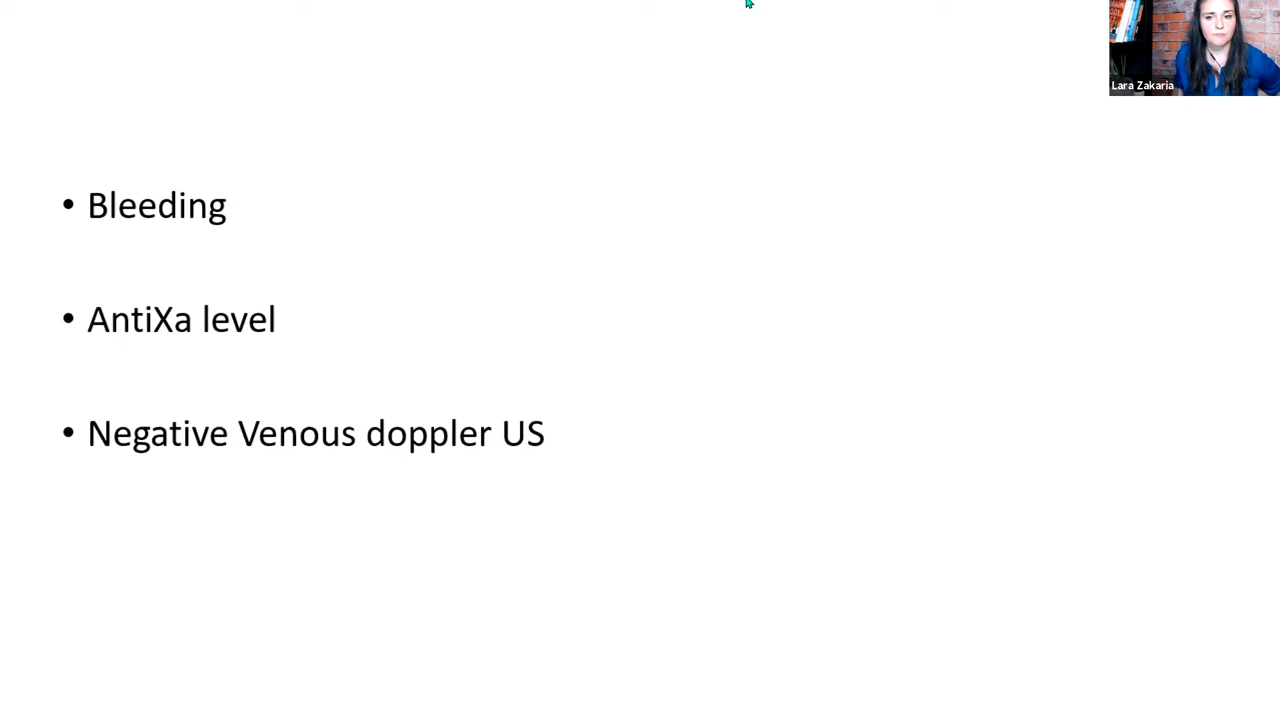 Lara Zakaria
• Bleeding
• AntiXa level
• Negative Venous doppler US